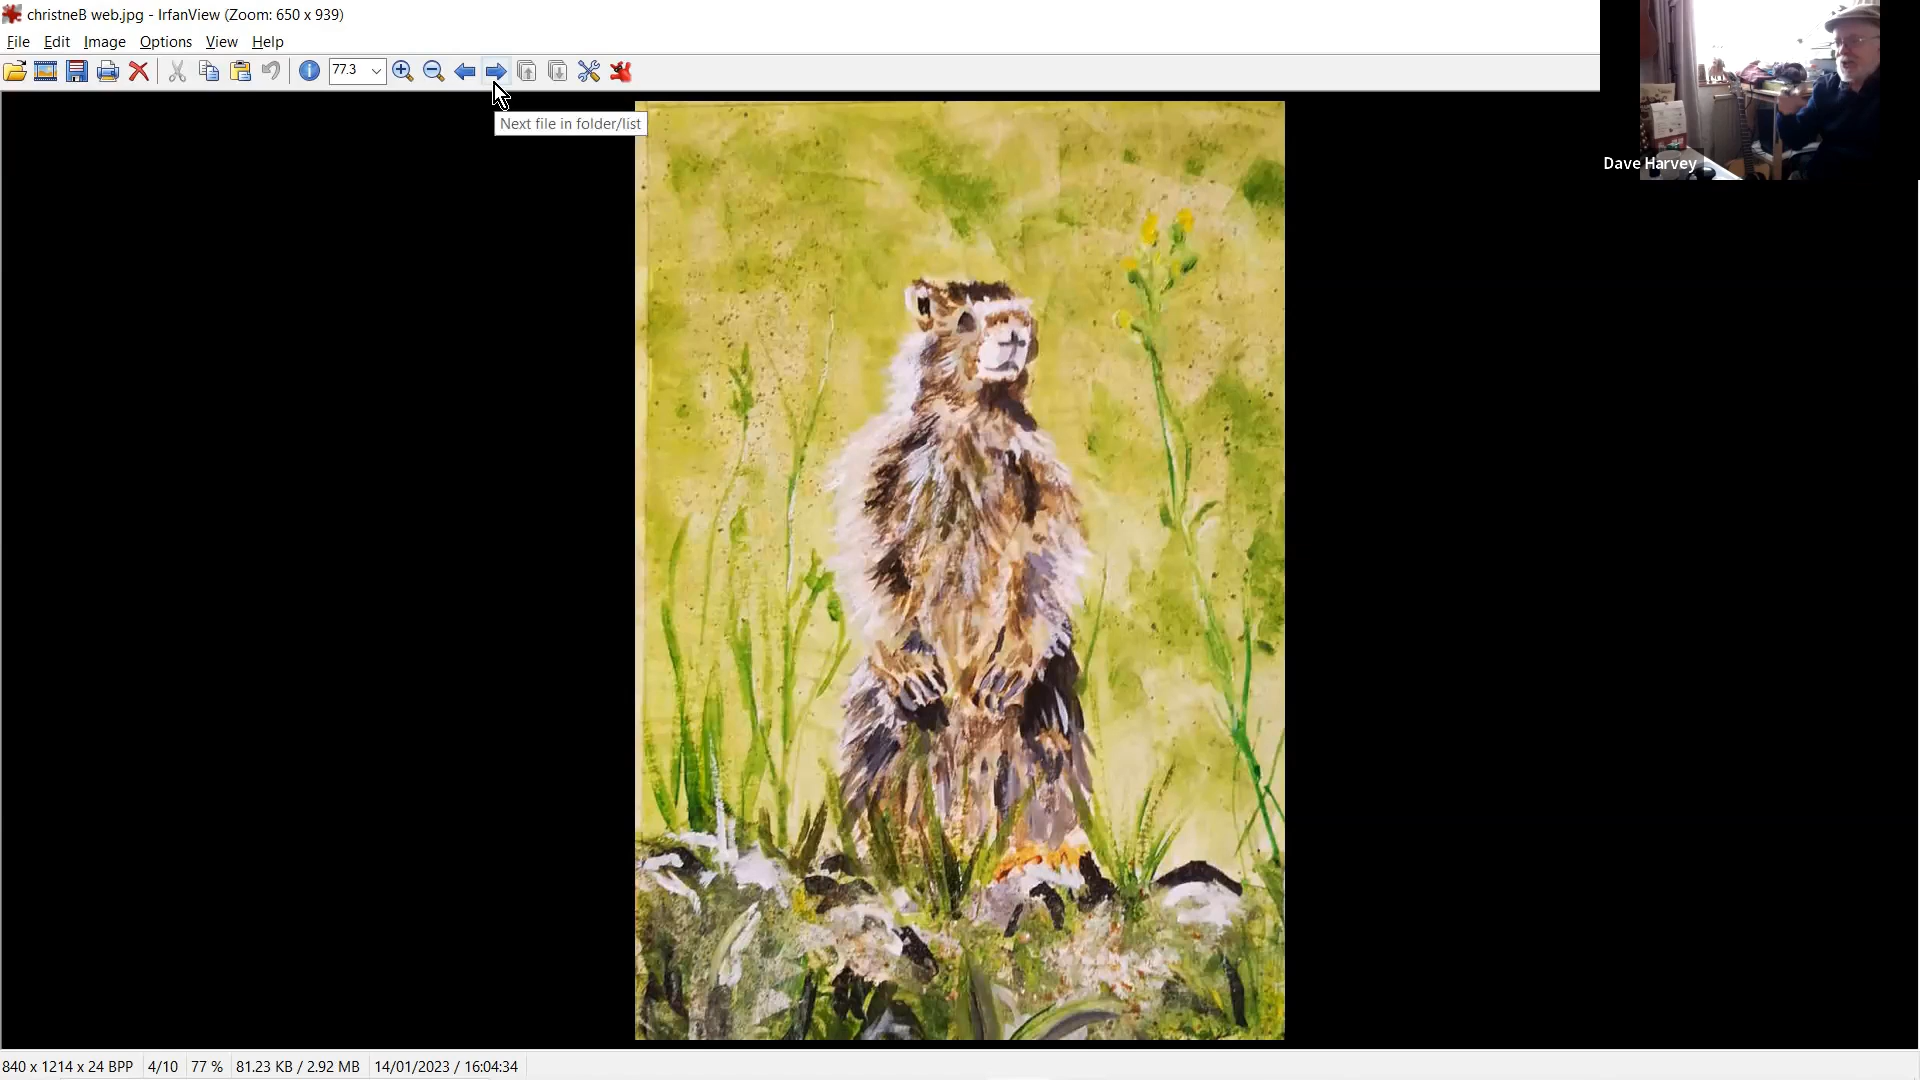 christneB web.jpg - IrfanView (Zoom: 650 x 939)
File Edit Image Options View Help
77.3
Next file in folder/list
Dave Harvey
840 x 1214 x 24 BPP 4/10 77 % 81.23 KB / 2.92 MB 14/01/2023 / 16:04:34